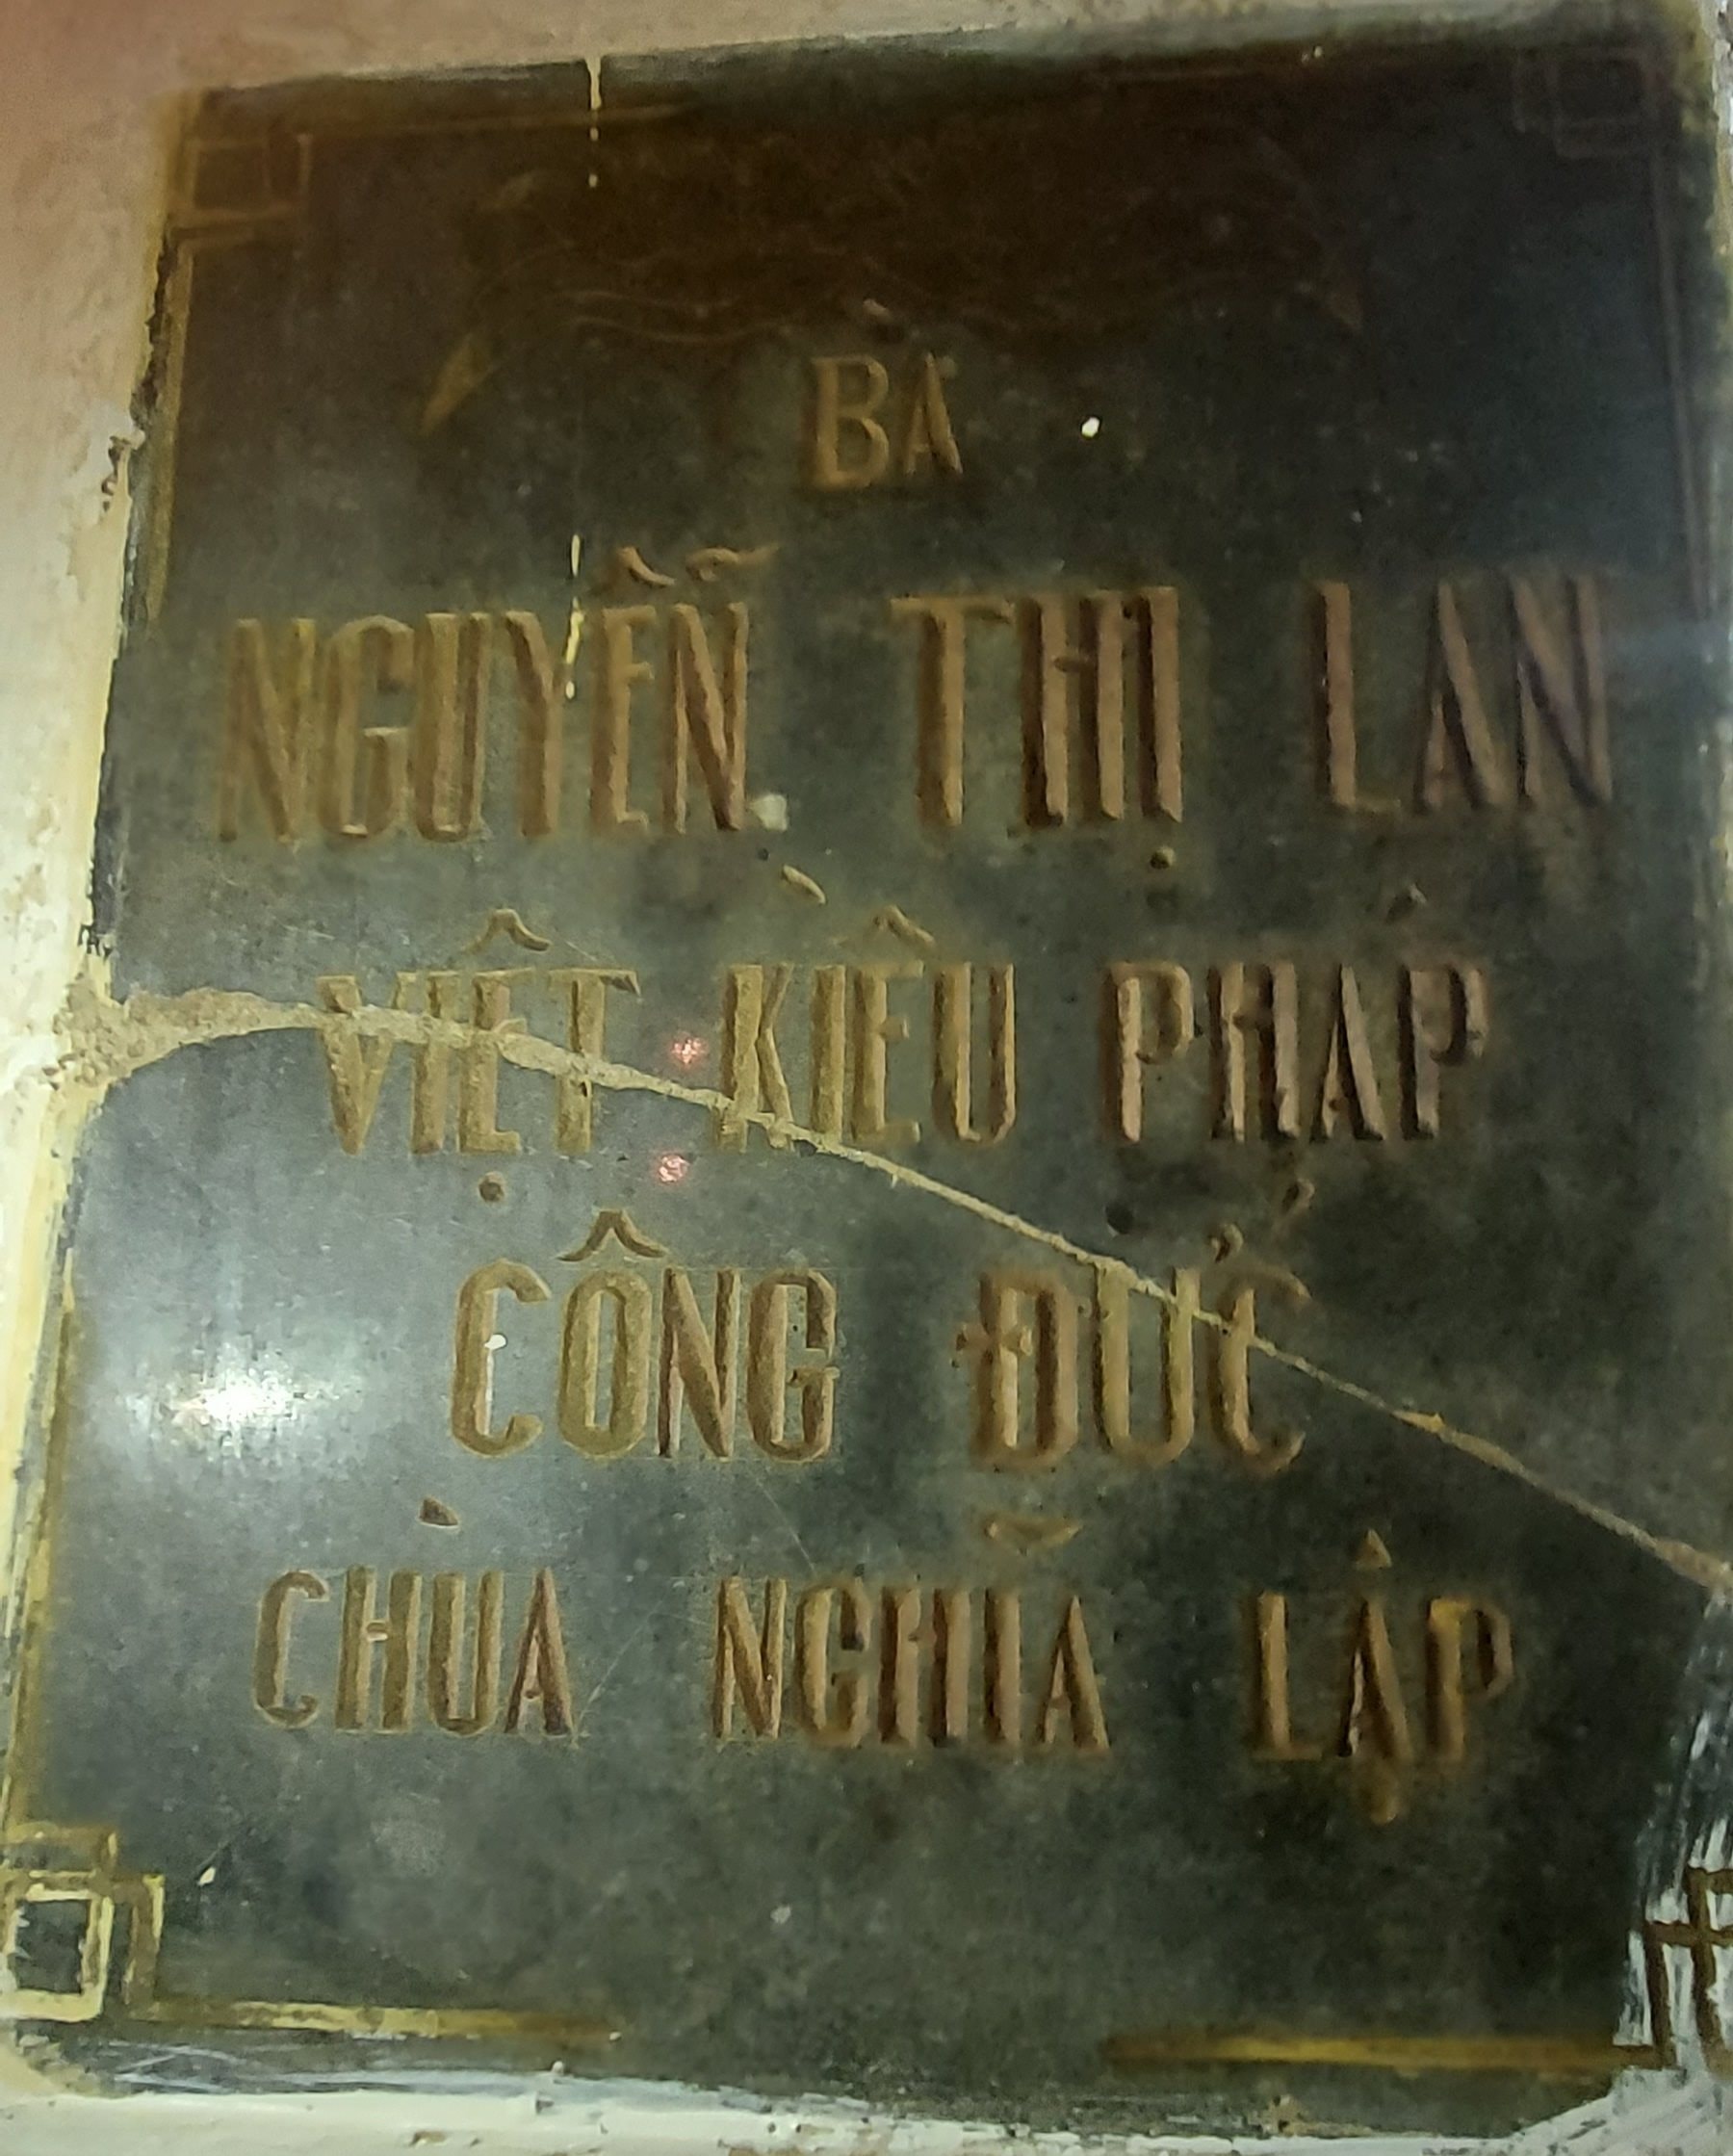 BÀ
NGUYỄN THỊ LAN
VIỆT KIỀU PHÁP
CÔNG ĐỨC
CHÙA NGHĨA LẬP